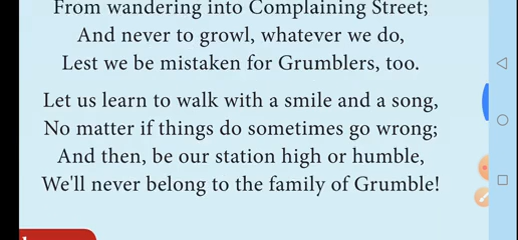 From wandering into Complaining Street;
And never to growl, whatever we do,
Lest we be mistaken for Grumblers, too.
Let us learn to walk with a smile and a song,
No matter if things do sometimes go wrong;
And then, be our station high or humble,
We'll never belong to the family of Grumble!